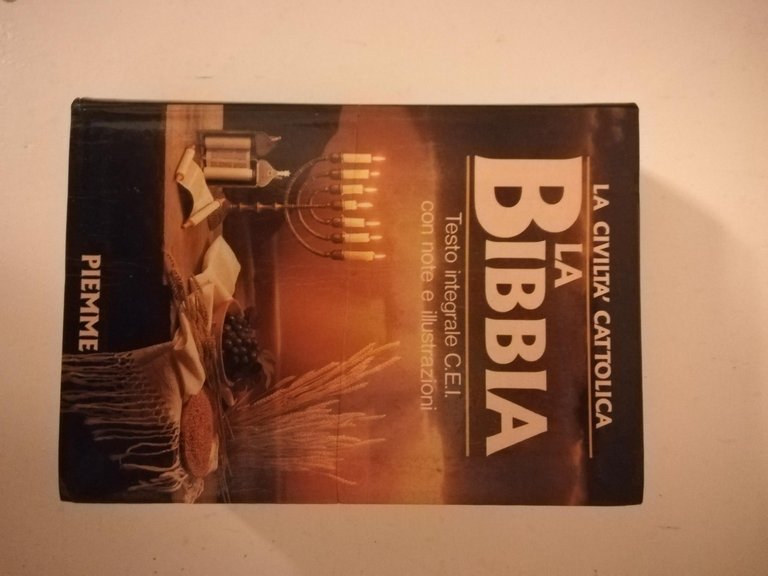 LA CIVILTA' CATTOLICA
LA
BIBBIA
Testo integrale C.E.I.
con note e illustrazioni
PIEMME